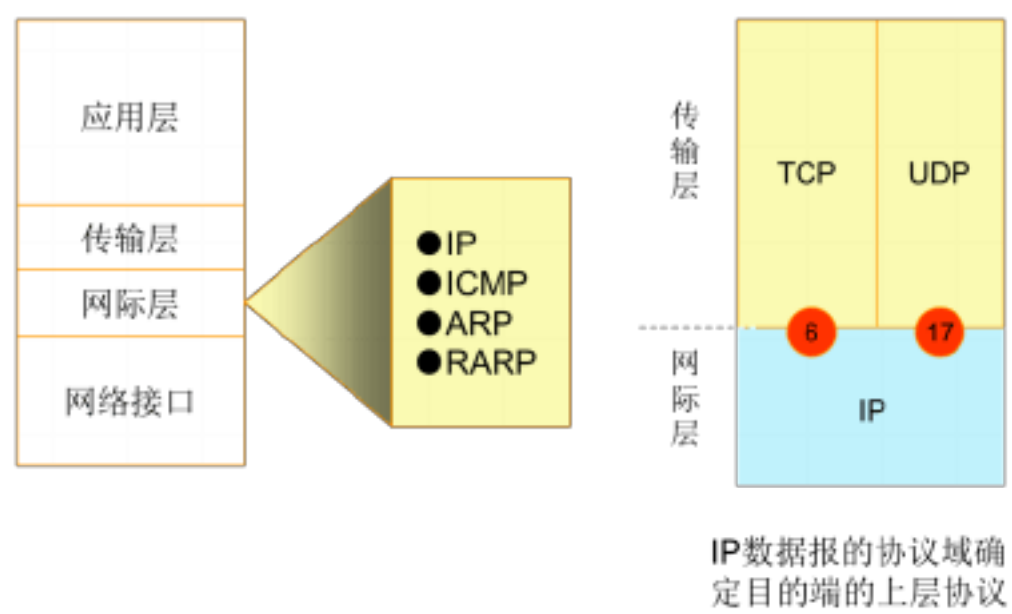 应用层
传输层
网际层
网络接口
●IP
●ICMP
●ARP
●RARP
传输层
TCP
UDP
6
17
网际层
IP
IP数据报的协议域确
定目的端的上层协议